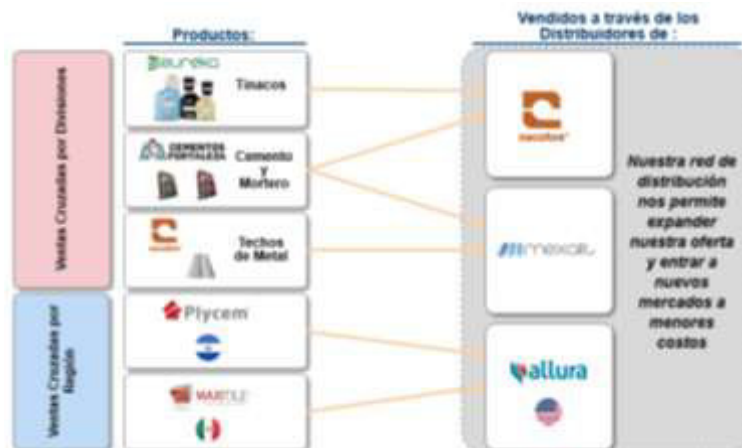 Productos:
Vendidos a través de los
Distribuidores de :
Ventas Cruzadas por Divisiones
eureka
Tinacos
CEMENTOS
FORTALEZA
Cemento
y
Mortero
Techos
de Metal
Ventas Cruzadas por
Región
Plycem
MAXITILE
mexalit
allura
Nuestra red de
distribución
nos permite
expander
nuestra oferta
y entrar a
nuevos
mercados a
menores
costos